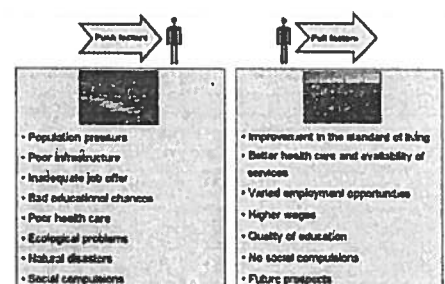 Push factors
Pull factors
• Population pressure
• Poor infrastructure
• Inadequate job offer
• Bad educational chances
• Poor health care
• Ecological problems
• Natural disasters
• Social compulsions
• Improvement in the standard of living
• Better health care and availability of
services
• Varied employment opportunities
• Higher wages
• Quality of education
• No social compulsions
• Future prospects